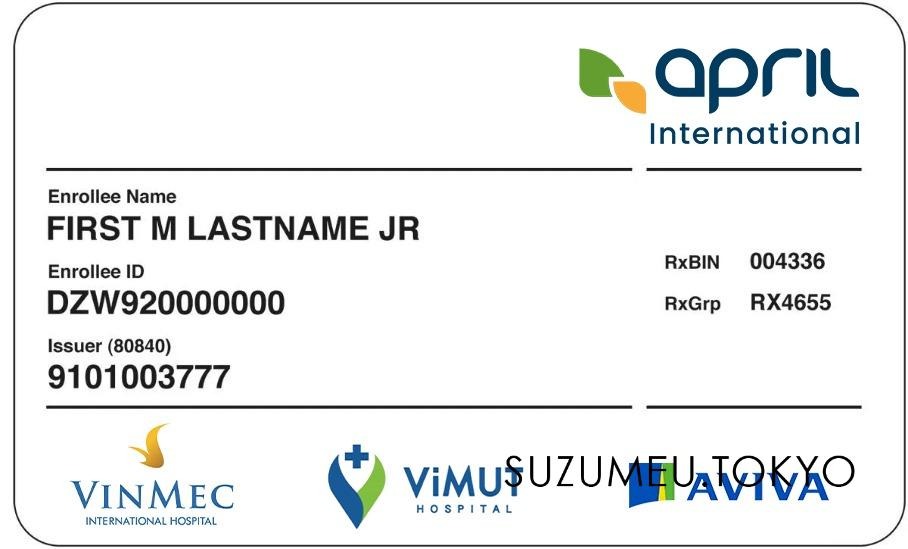 april
International
Enrollee Name
FIRST M LASTNAME JR
Enrollee ID
DZW920000000
Issuer (80840)
9101003777
RxBIN 004336
RxGrp RX4655
VINMEC
INTERNATIONAL HOSPITAL
ViMUT
HOSPITAL
SUZUMEU.TOKYO
AVIVA